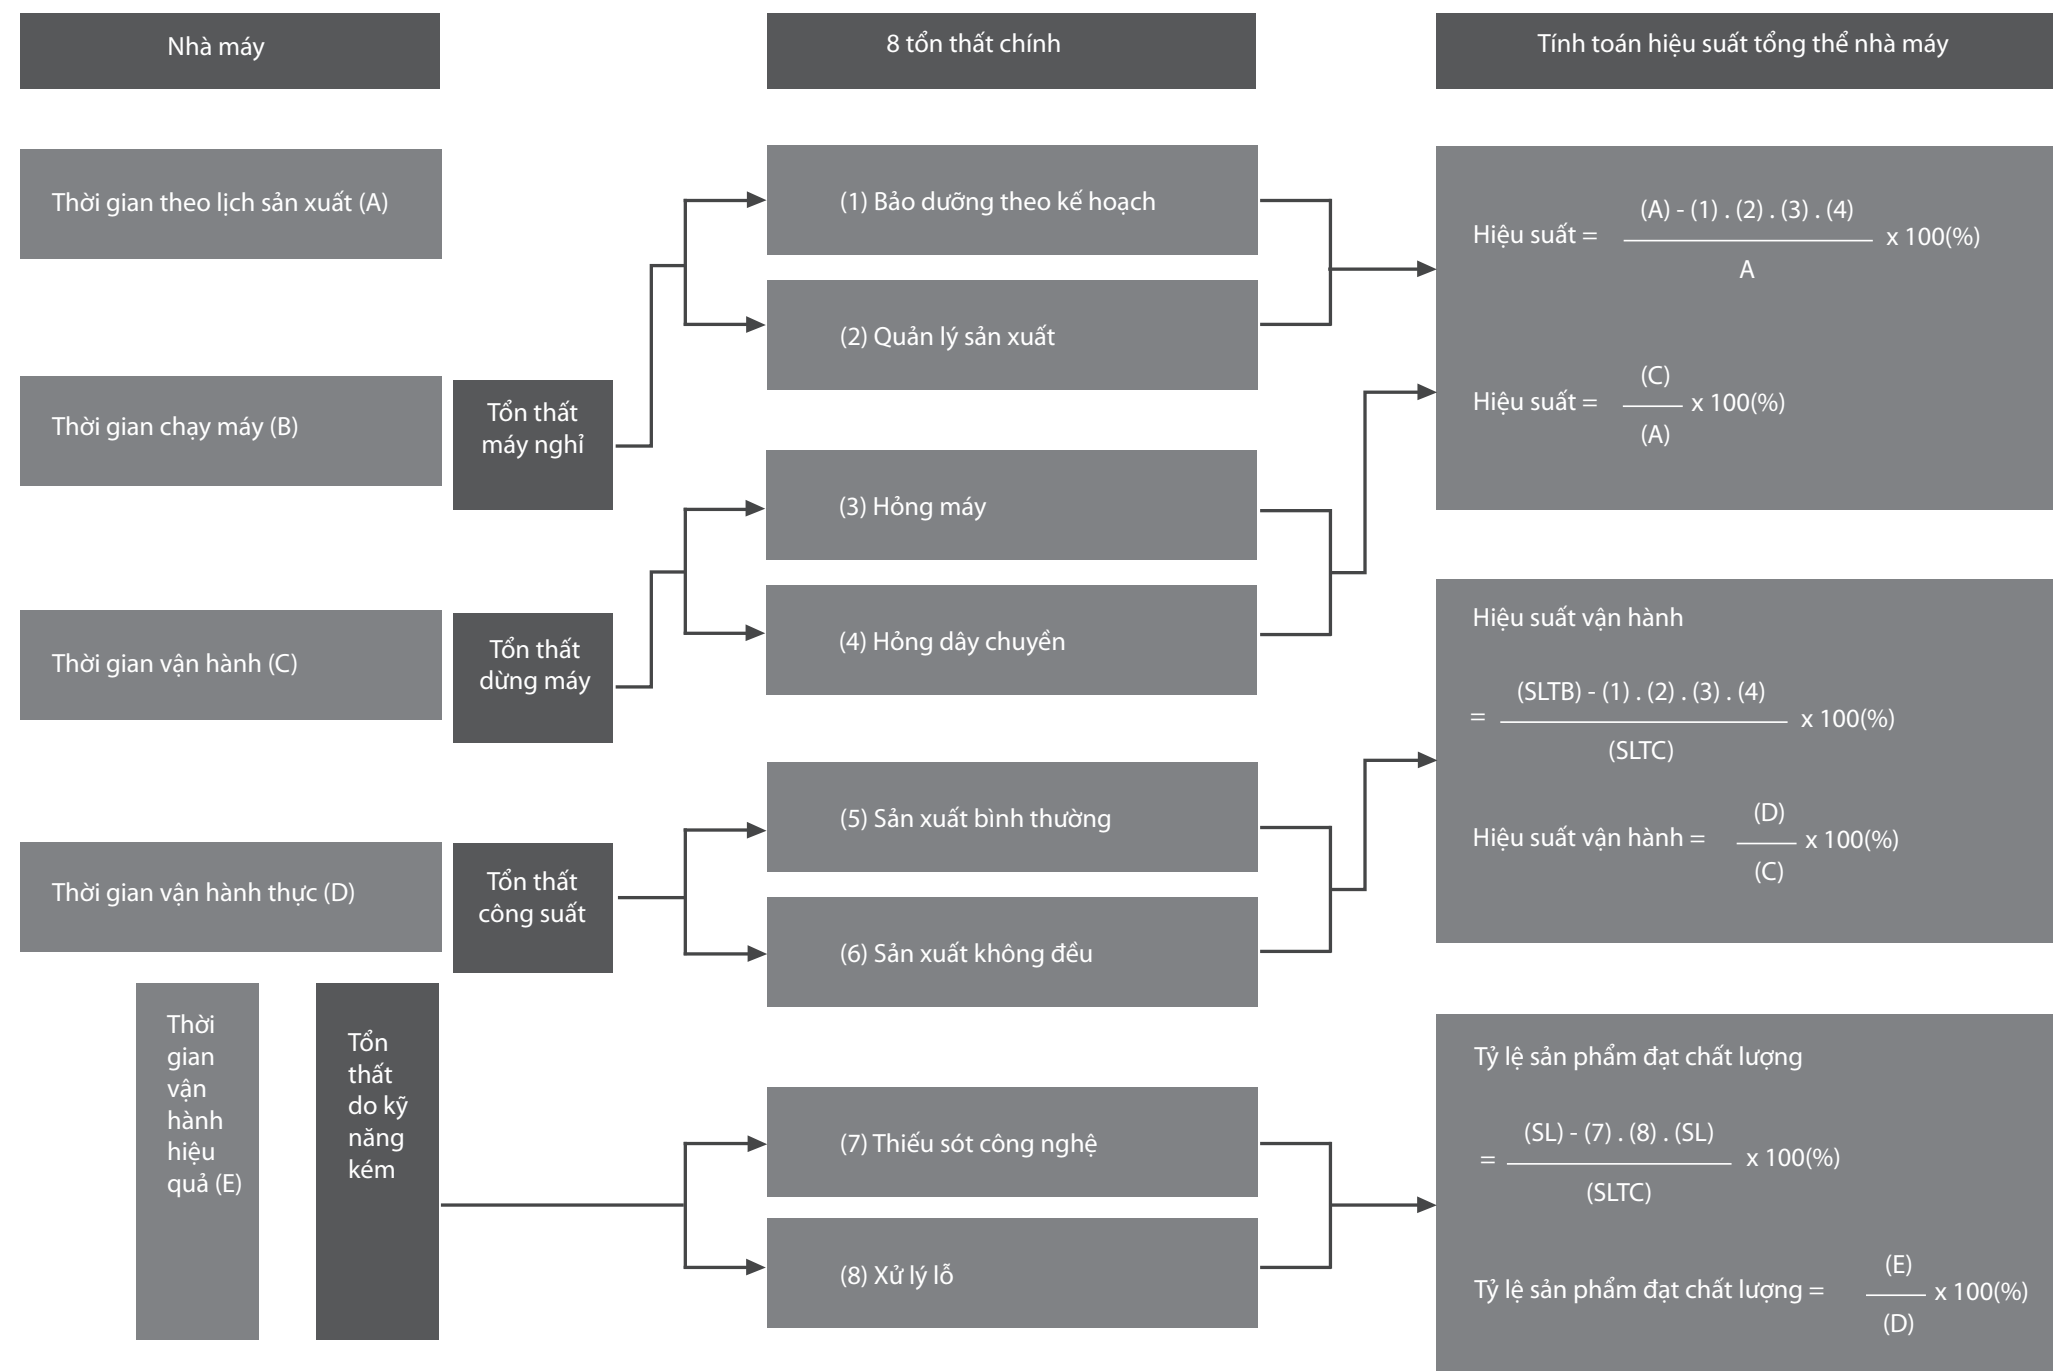 Nhà máy
8 tổn thất chính
Tính toán hiệu suất tổng thể nhà máy
Thời gian theo lịch sản xuất (A)
Thời gian chạy máy (B)
Tổn thất
máy nghỉ
Thời gian vận hành (C)
Tổn thất
dừng máy
Thời gian vận hành thực (D)
Tổn thất
công suất
Thời
gian
vận
hành
hiệu
quả (E)
Tổn
thất
do kỹ
năng
kém
(1) Bảo dưỡng theo kế hoạch
(2) Quản lý sản xuất
(3) Hỏng máy
(4) Hỏng dây chuyền
(5) Sản xuất bình thường
(6) Sản xuất không đều
(7) Thiếu sót công nghệ
(8) Xử lý lỗ
(A) - (1) . (2) . (3) . (4)
Hiệu suất = x 100(%)
A
(C)
Hiệu suất = x 100(%)
(A)
Hiệu suất vận hành
(SLTB) - (1) . (2) . (3) . (4)
= x 100(%)
(SLTC)
(D)
Hiệu suất vận hành = x 100(%)
(C)
Tỷ lệ sản phẩm đạt chất lượng
(SL) - (7) . (8) . (SL)
= x 100(%)
(SLTC)
(E)
Tỷ lệ sản phẩm đạt chất lượng = x 100(%)
(D)